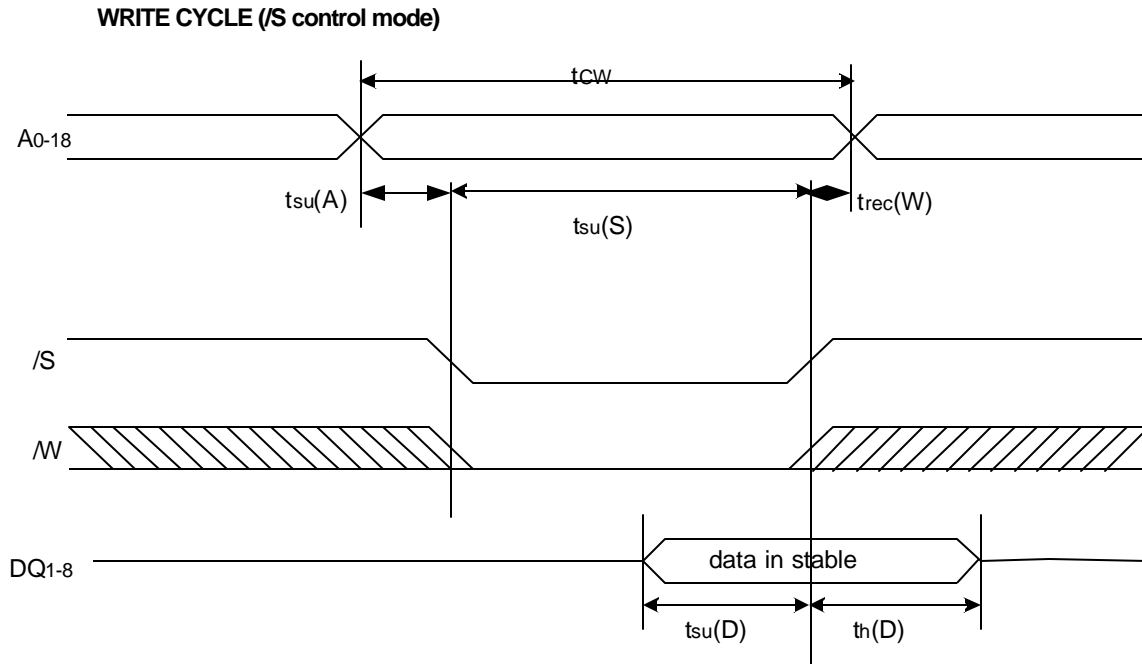 WRITE CYCLE (/S control mode)
tCW
A0-18
tsu(A)
tsu(S)
trec(W)
/S
/W
DQ1-8
data in stable
tsu(D)
th(D)